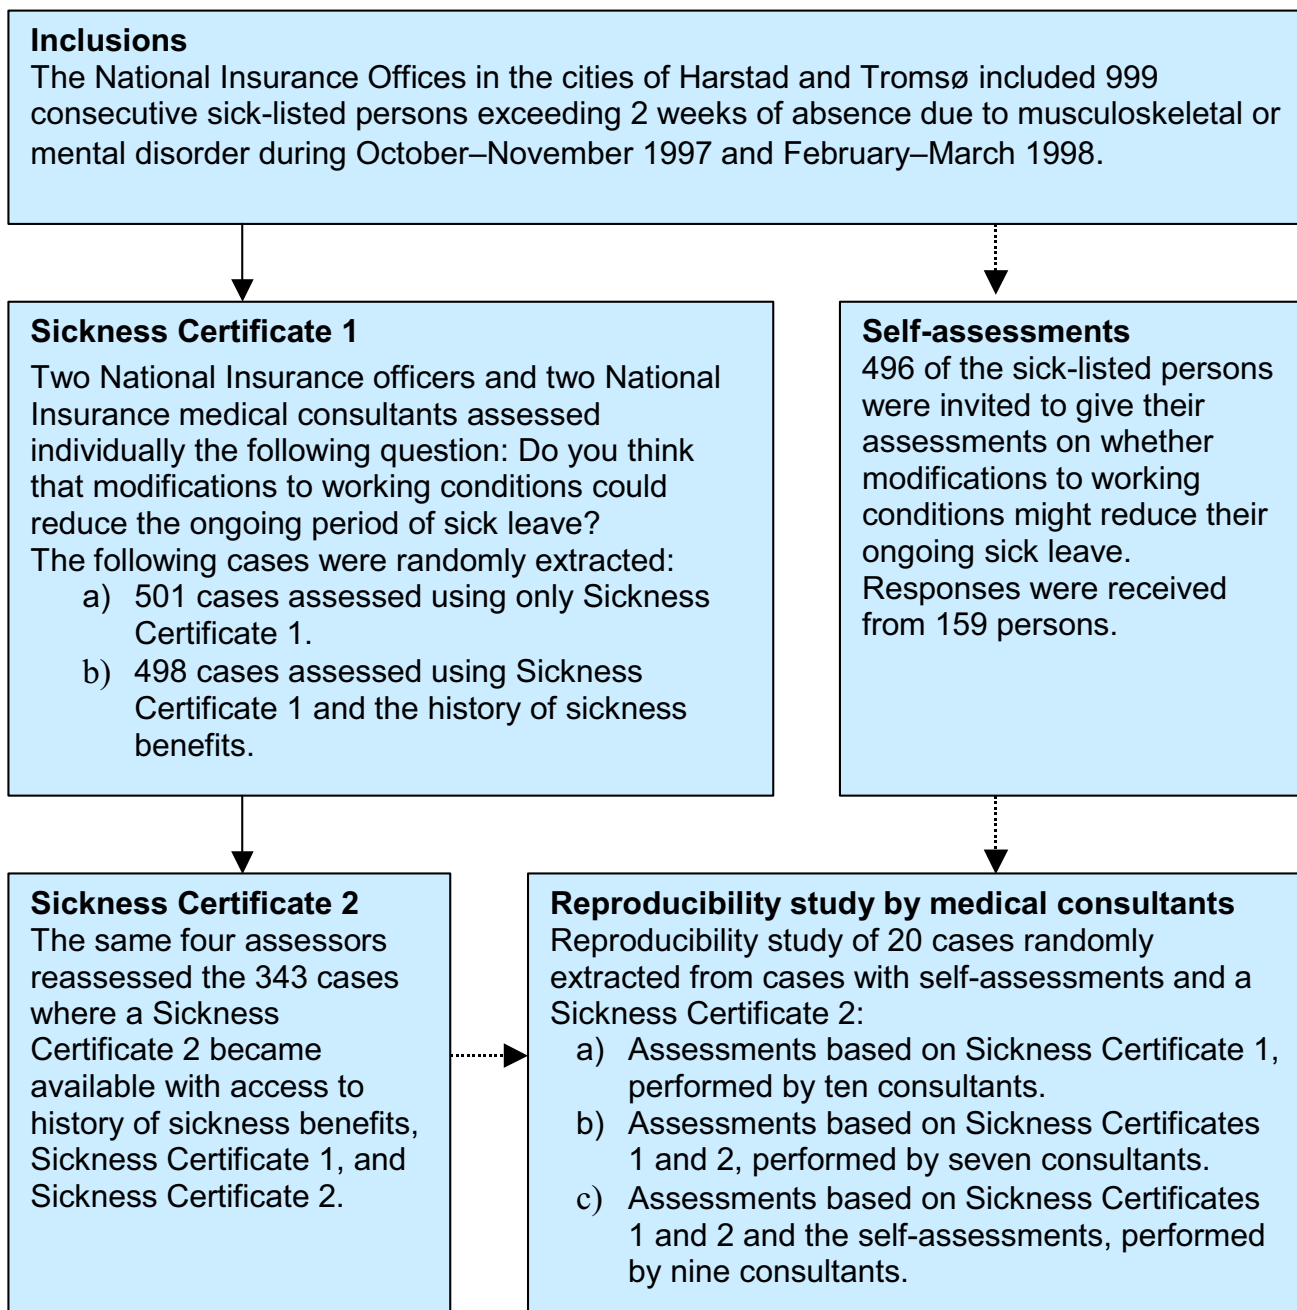 Inclusions
The National Insurance Offices in the cities of Harstad and Tromsø included 999
consecutive sick-listed persons exceeding 2 weeks of absence due to musculoskeletal or
mental disorder during October–November 1997 and February–March 1998.
Sickness Certificate 1
Two National Insurance officers and two National
Insurance medical consultants assessed
individually the following question: Do you think
that modifications to working conditions could
reduce the ongoing period of sick leave?
The following cases were randomly extracted:
a) 501 cases assessed using only Sickness
Certificate 1.
b) 498 cases assessed using Sickness
Certificate 1 and the history of sickness
benefits.
Self-assessments
496 of the sick-listed persons
were invited to give their
assessments on whether
modifications to working
conditions might reduce their
ongoing sick leave.
Responses were received
from 159 persons.
Sickness Certificate 2
The same four assessors
reassessed the 343 cases
where a Sickness
Certificate 2 became
available with access to
history of sickness benefits,
Sickness Certificate 1, and
Sickness Certificate 2.
Reproducibility study by medical consultants
Reproducibility study of 20 cases randomly
extracted from cases with self-assessments and a
Sickness Certificate 2:
a) Assessments based on Sickness Certificate 1,
performed by ten consultants.
b) Assessments based on Sickness Certificates
1 and 2, performed by seven consultants.
c) Assessments based on Sickness Certificates
1 and 2 and the self-assessments, performed
by nine consultants.